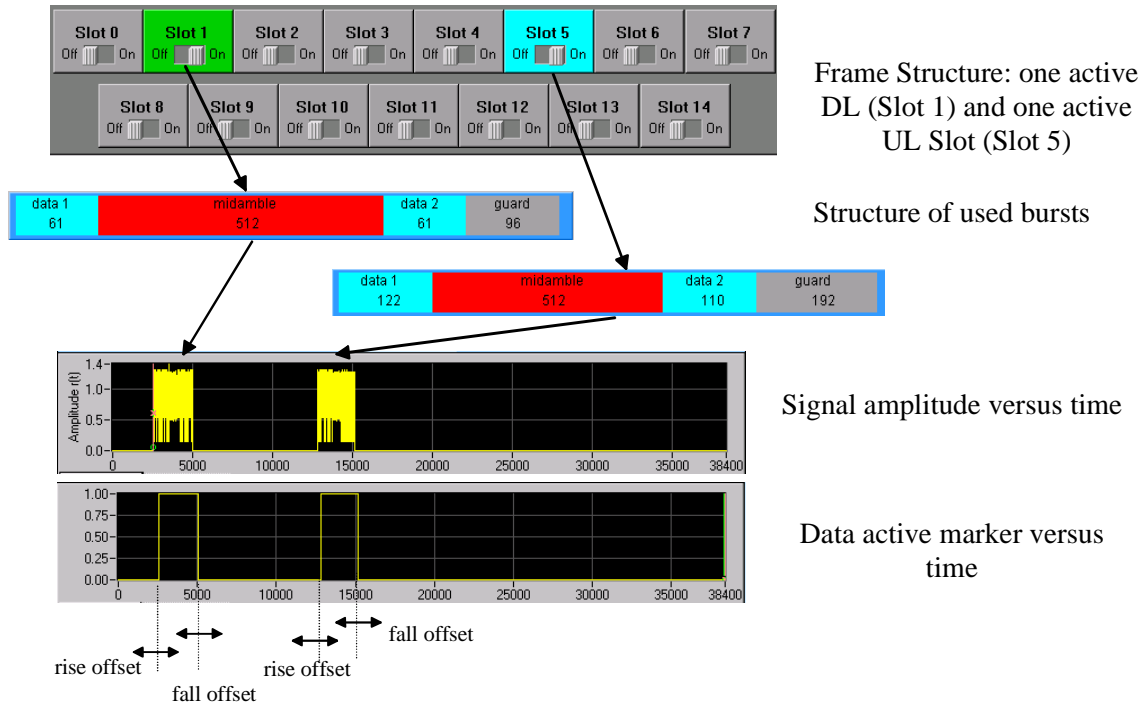 Slot 0 Slot 1 Slot 2 Slot 3 Slot 4 Slot 5 Slot 6 Slot 7
Off On Off On Off On Off On Off On Off On Off On Off On
Slot 8 Slot 9 Slot 10 Slot 11 Slot 12 Slot 13 Slot 14
Off On Off On Off On Off On Off On Off On Off On
Frame Structure: one active
DL (Slot 1) and one active
UL Slot (Slot 5)
data 1 midamble data 2 guard
61 512 61 96
Structure of used bursts
data 1 midamble data 2 guard
122 512 110 192
Amplitude r(t)
1.4
1.0
0.5
0.0
0 5000 10000 15000 20000 25000 30000 35000 38400
Signal amplitude versus time
1.00
0.75
0.50
0.25
0.00
0 5000 10000 15000 20000 25000 30000 35000 38400
Data active marker versus
time
rise offset
fall offset
rise offset
fall offset